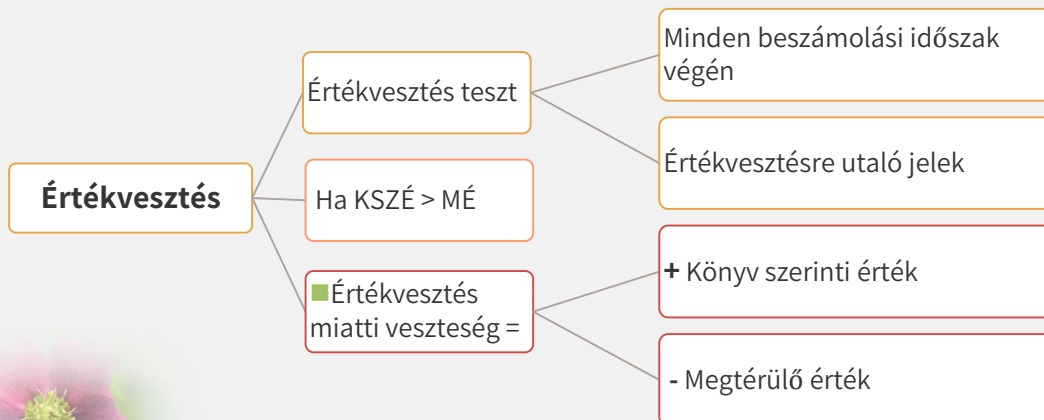 Értékvesztés
Értékvesztés teszt
Minden beszámolási időszak
végén
Értékvesztésre utaló jelek
Ha KSZÉ > MÉ
Értékvesztés
miatti veszteség =
+ Könyv szerinti érték
- Megtérülő érték